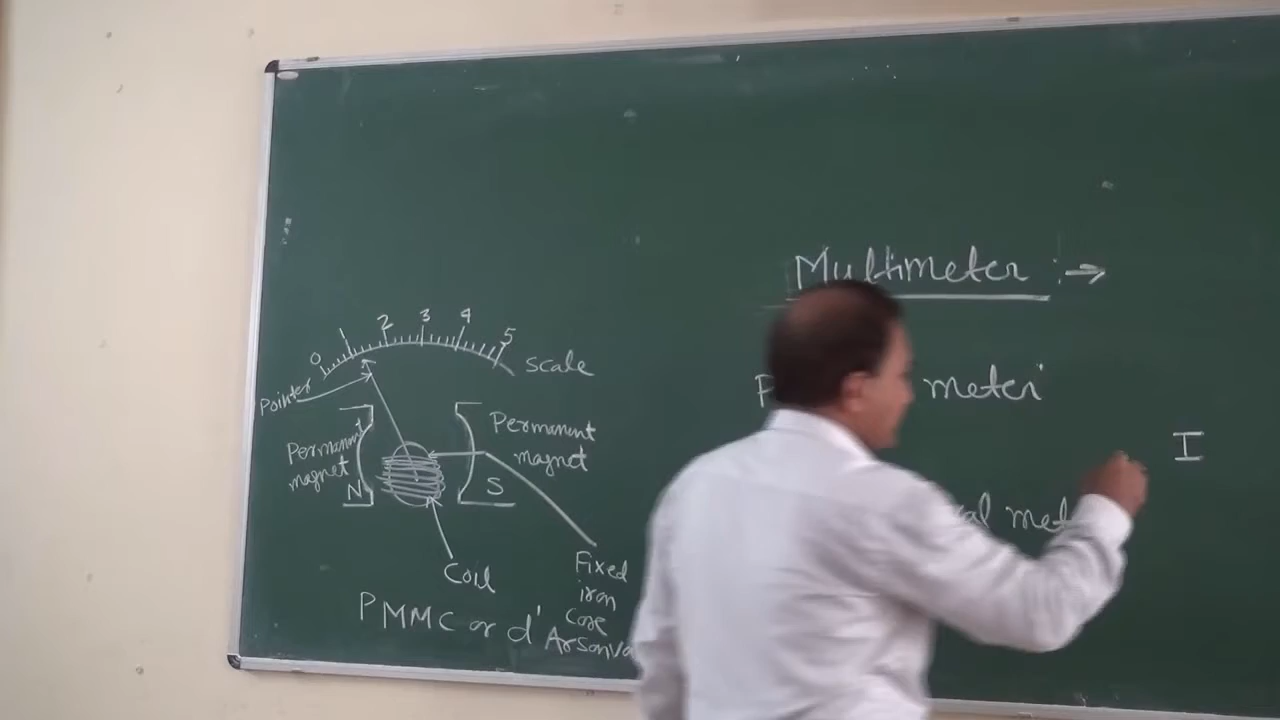 Multimeter :→
0 1 2 3 4 5
scale
Pointer
meter
Permanent
magnet
N
Permanent
magnet
S
I
Coil
Fixed
iron
Core
PMMC or d'Arsonva